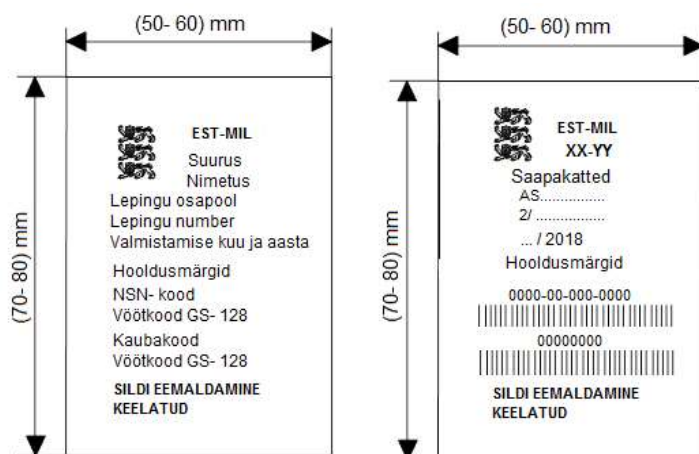 (50- 60) mm
(70- 80) mm
EST-MIL
Suurus
Nimetus
Lepingu osapool
Lepingu number
Valmistamise kuu ja aasta
Hooldusmärgid
NSN- kood
Vöötkood GS- 128
Kaubakood
Vöötkood GS- 128
SILDI EEMALDAMINE
KEELATUD
(50- 60) mm
(70- 80) mm
EST-MIL
XX-YY
Saapakatted
AS................
2/ .................
... / 2018
Hooldusmärgid
0000-00-000-0000
00000000
SILDI EEMALDAMINE
KEELATUD